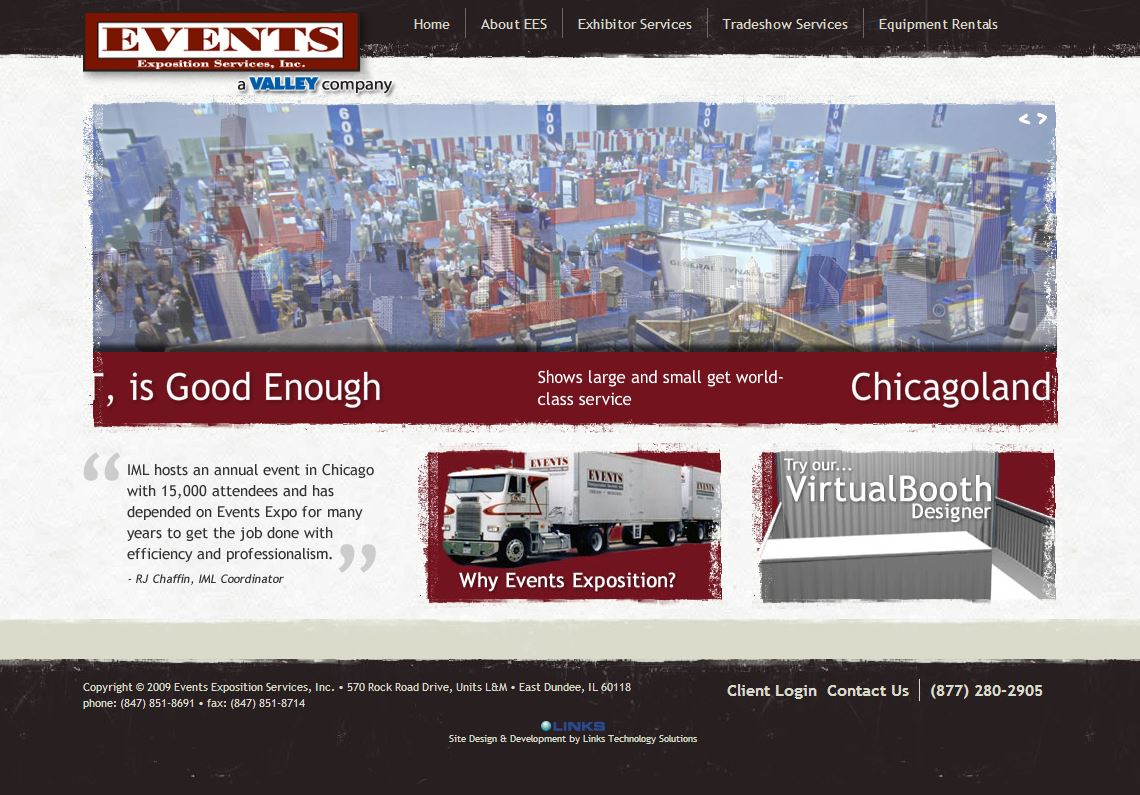 Home
About EES
Exhibitor Services
Tradeshow Services
Equipment Rentals
EVENTS
Exposition Services, Inc.
a VALLEY company
600
700
GENERAL DYNAMICS
, is Good Enough
Shows large and small get world-
class service
Chicagoland
“ IML hosts an annual event in Chicago
with 15,000 attendees and has
depended on Events Expo for many
years to get the job done with
efficiency and professionalism. ”
- RJ Chaffin, IML Coordinator
EVENTS
EVENTS
EVENTS
Why Events Exposition?
Try our...
VirtualBooth
Designer
Copyright © 2009 Events Exposition Services, Inc. • 570 Rock Road Drive, Units L&M • East Dundee, IL 60118
phone: (847) 851-8691 • fax: (847) 851-8714
Client Login
Contact Us
(877) 280-2905
LINKS
Site Design & Development by Links Technology Solutions